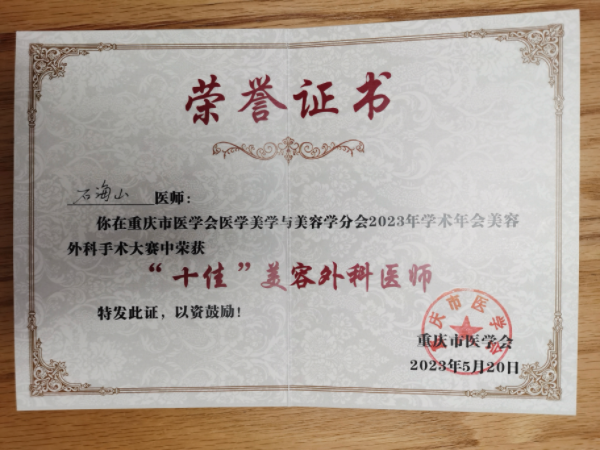 荣誉证书
石海山 医师：
你在重庆市医学会医学美学与美容学分会2023年学术年会美容
外科手术大赛中荣获
“十佳”美容外科医师
特发此证，以资鼓励！
重庆市医学会
重庆市医学会
2023年5月20日